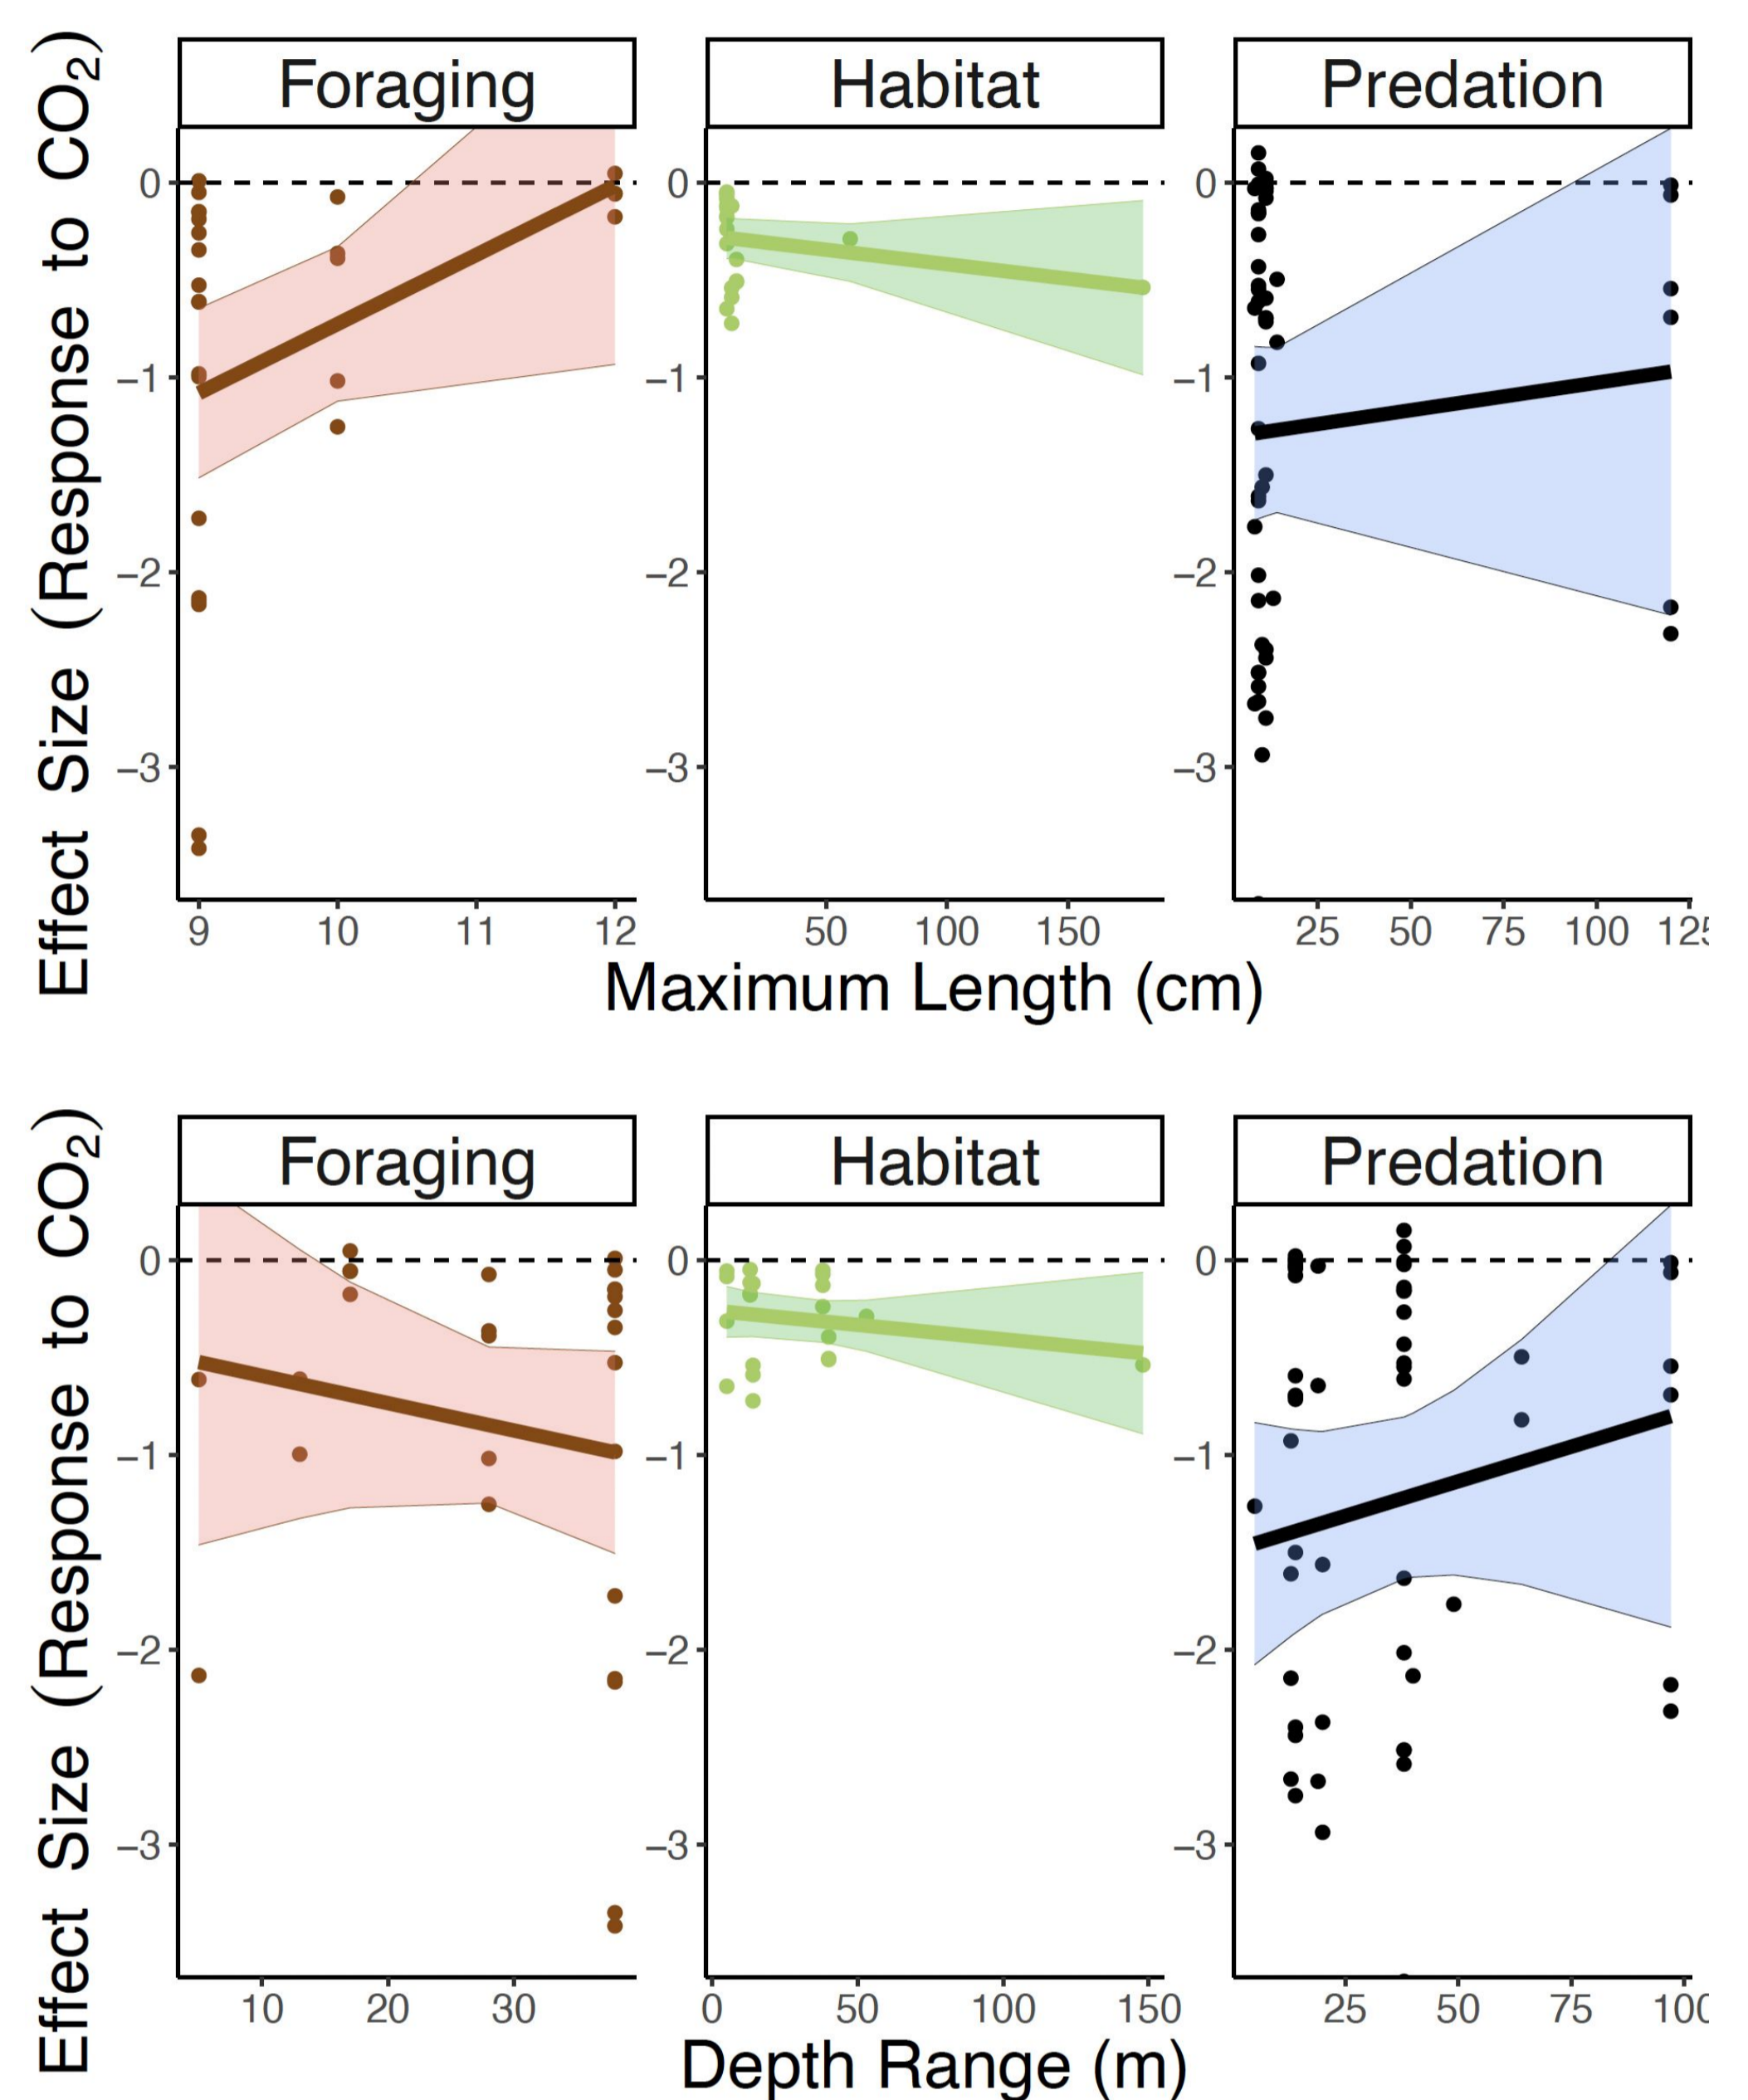 Effect Size (Response to CO₂)
Foraging
Habitat
Predation
0
−1
−2
−3
0
−1
−2
−3
0
−1
−2
−3
9 10 11 12
50 100 150
25 50 75 100 125
Maximum Length (cm)
Effect Size (Response to CO₂)
Foraging
Habitat
Predation
0
−1
−2
−3
0
−1
−2
−3
0
−1
−2
−3
10 20 30
0 50 100 150
25 50 75 100
Depth Range (m)